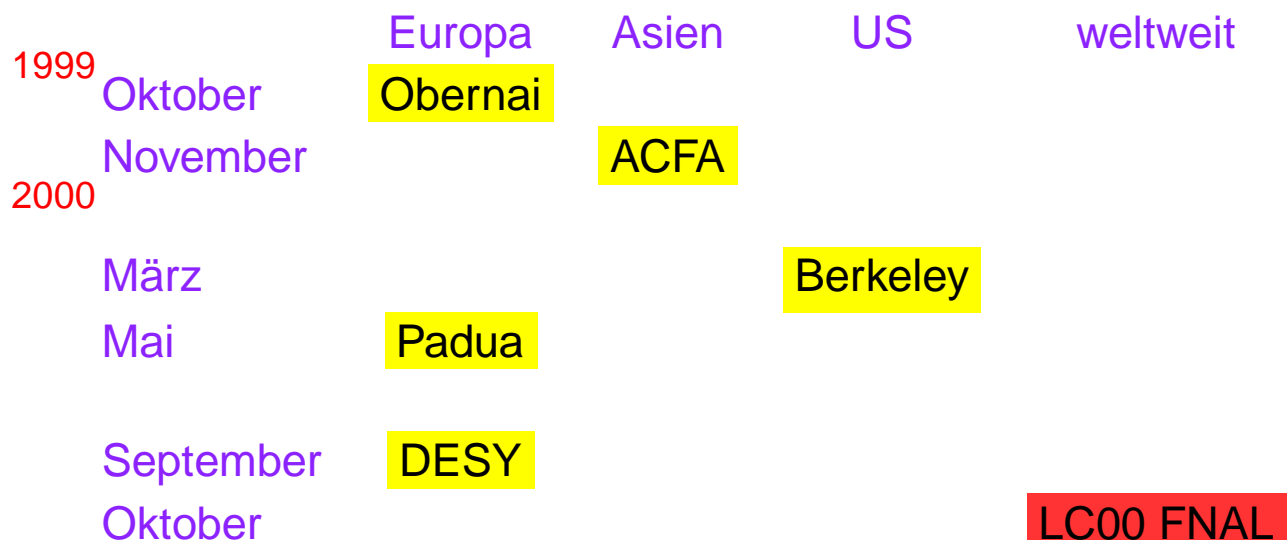 Europa Asien US weltweit
1999
Oktober Obernai
November ACFA
2000
März Berkeley
Mai Padua
September DESY
Oktober LC00 FNAL